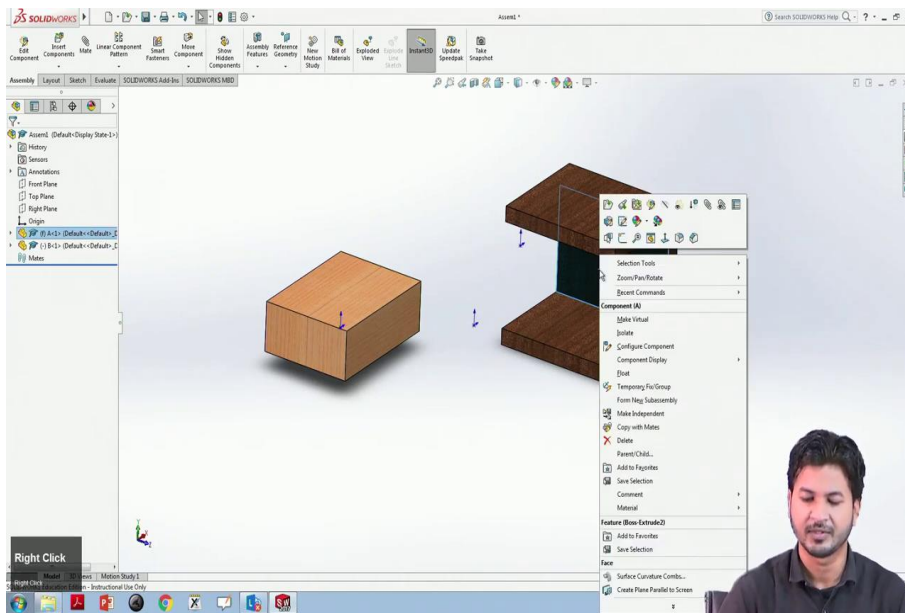 SOLIDWORKS
Assem1 *
Search SOLIDWORKS Help
Edit Component
Insert Components
Mate
Linear Component Pattern
Smart Fasteners
Move Component
Show Hidden Components
Assembly Features
Reference Geometry
New Motion Study
Bill of Materials
Exploded View
Explode Line Sketch
Instant3D
Update Speedpak
Take Snapshot
Assembly Layout Sketch Evaluate SOLIDWORKS Add-Ins SOLIDWORKS MBD
Assem1 (Default<Display State-1>)
History
Sensors
Annotations
Front Plane
Top Plane
Right Plane
Origin
(f) A<1> (Default<<Default>_D
(-) B<1> (Default<<Default>_D
Mates
Selection Tools
Zoom/Pan/Rotate
Recent Commands
Component (A)
Make Virtual
Isolate
Configure Component
Component Display
Float
Temporary Fix/Group
Form New Subassembly
Make Independent
Copy with Mates
Delete
Parent/Child...
Add to Favorites
Save Selection
Comment
Material
Feature (Boss-Extrude2)
Add to Favorites
Save Selection
Face
Surface Curvature Combs...
Create Plane Parallel to Screen
Right Click
Right Click
Model 3D Views Motion Study 1
Education Edition - Instructional Use Only